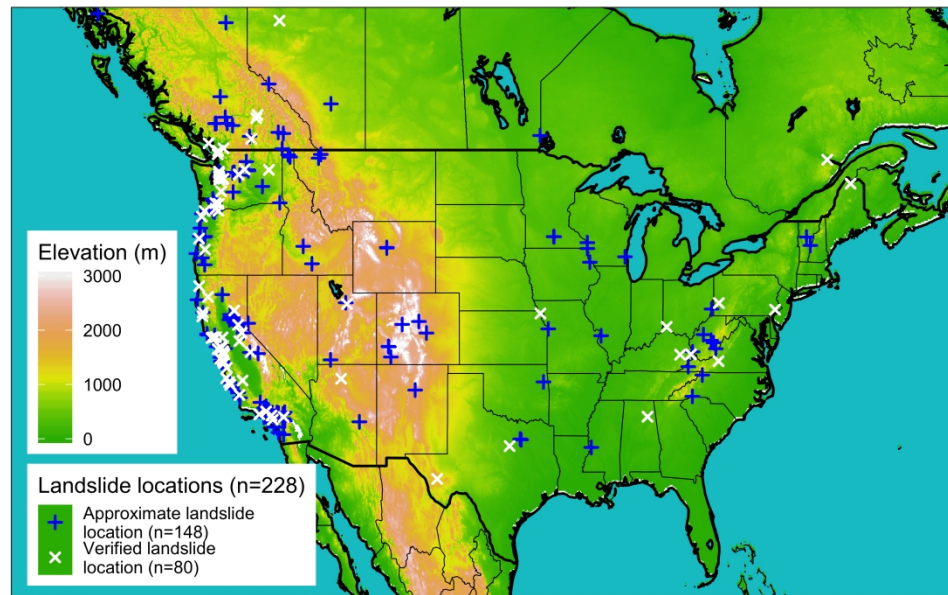 Elevation (m)
3000
2000
1000
0
Landslide locations (n=228)
Approximate landslide
location (n=148)
Verified landslide
location (n=80)